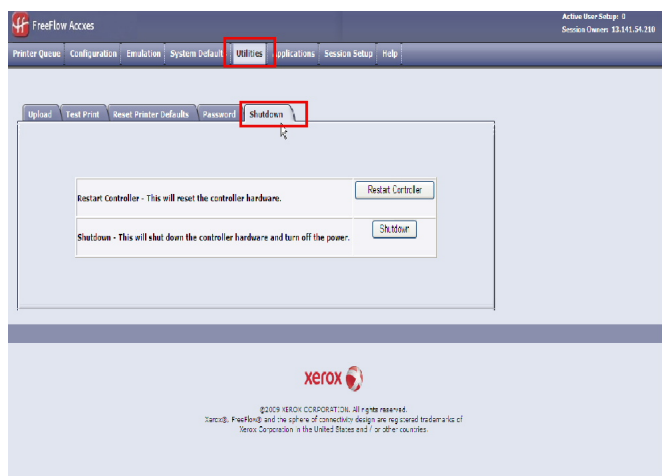 FreeFlow Accxes
Active User Setup: 0
Session Owner: 13.141.54.210
Printer Queue Configuration Emulation System Default Utilities Applications Session Setup Help
Upload Test Print Reset Printer Defaults Password Shutdown
Restart Controller - This will reset the controller hardware. Restart Controller
Shutdown - This will shut down the controller hardware and turn off the power. Shutdown
xerox
©2009 XEROX CORPORATION. All rights reserved.
Xerox®, FreeFlow® and the sphere of connectivity design are registered trademarks of
Xerox Corporation in the United States and / or other countries.